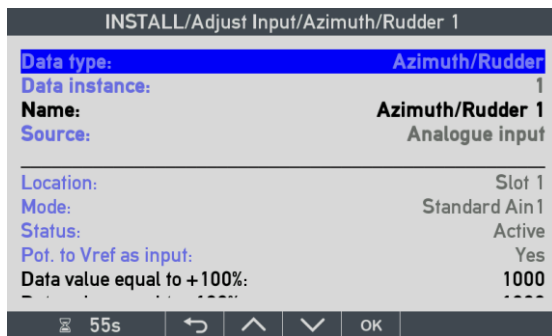 INSTALL/Adjust Input/Azimuth/Rudder 1
Data type: Azimuth/Rudder
Data instance: 1
Name: Azimuth/Rudder 1
Source: Analogue input
Location: Slot 1
Mode: Standard Ain1
Status: Active
Pot. to Vref as input: Yes
Data value equal to +100%: 1000
55s OK